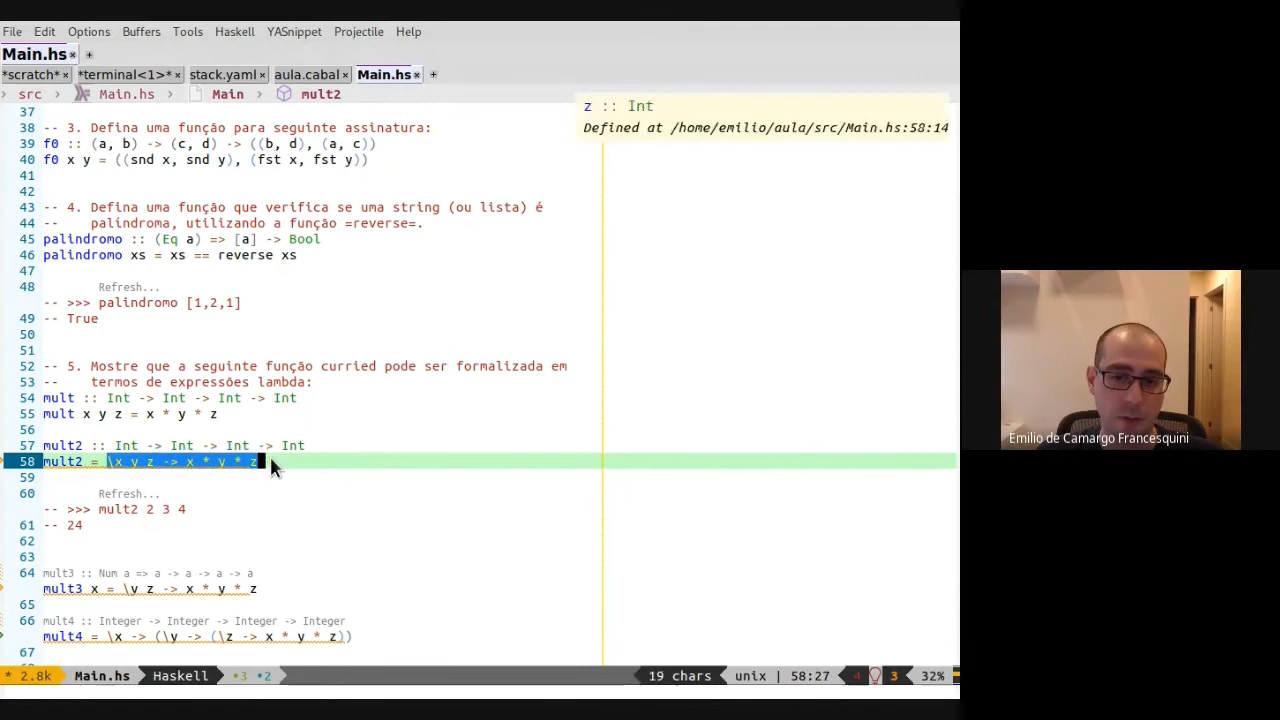 File Edit Options Buffers Tools Haskell YASnippet Projectile Help
Main.hs × +
*scratch* × *terminal<1>* × stack.yaml × aula.cabal × Main.hs × +
> src > Main.hs > Main > mult2
z :: Int
Defined at /home/emilio/aula/src/Main.hs:58:14
37
38 -- 3. Defina uma função para seguinte assinatura:
39 f0 :: (a, b) -> (c, d) -> ((b, d), (a, c))
40 f0 x y = ((snd x, snd y), (fst x, fst y))
41
42
43 -- 4. Defina uma função que verifica se uma string (ou lista) é
44 -- palindroma, utilizando a função =reverse=.
45 palindromo :: (Eq a) => [a] -> Bool
46 palindromo xs = xs == reverse xs
47
48 Refresh...
-- >>> palindromo [1,2,1]
49 -- True
50
51
52 -- 5. Mostre que a seguinte função curried pode ser formalizada em
53 -- termos de expressões lambda:
54 mult :: Int -> Int -> Int -> Int
55 mult x y z = x * y * z
56
57 mult2 :: Int -> Int -> Int -> Int
58 mult2 = \x y z -> x * y * z
59
60 Refresh...
-- >>> mult2 2 3 4
61 -- 24
62
63
64 mult3 :: Num a => a -> a -> a -> a
mult3 x = \y z -> x * y * z
65
66 mult4 :: Integer -> Integer -> Integer -> Integer
mult4 = \x -> (\y -> (\z -> x * y * z))
67
* 2.8k Main.hs Haskell •3 •2 19 chars unix | 58:27 4 3 32%
Emilio de Camargo Francesquini